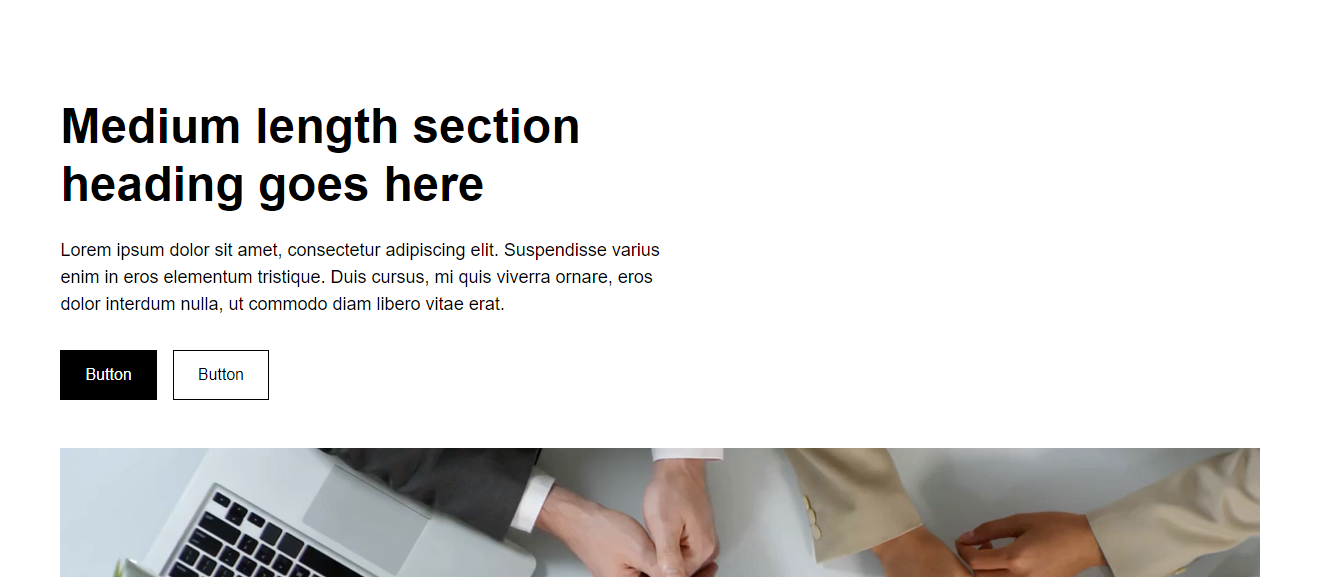 Medium length section
heading goes here
Lorem ipsum dolor sit amet, consectetur adipiscing elit. Suspendisse varius
enim in eros elementum tristique. Duis cursus, mi quis viverra ornare, eros
dolor interdum nulla, ut commodo diam libero vitae erat.
Button
Button